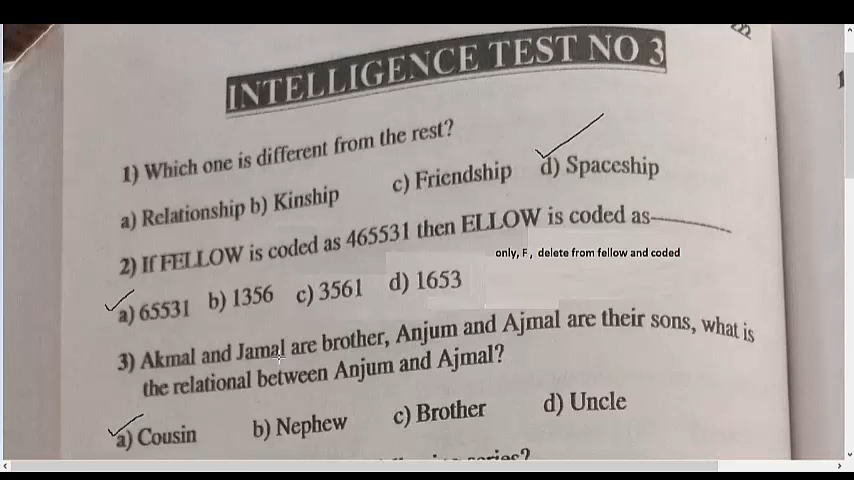 INTELLIGENCE TEST NO 3
1) Which one is different from the rest?
a) Relationship b) Kinship c) Friendship d) Spaceship
2) If FELLOW is coded as 465531 then ELLOW is coded as
only, F , delete from fellow and coded
a) 65531 b) 1356 c) 3561 d) 1653
3) Akmal and Jamal are brother, Anjum and Ajmal are their sons, what is
the relational between Anjum and Ajmal?
a) Cousin b) Nephew c) Brother d) Uncle